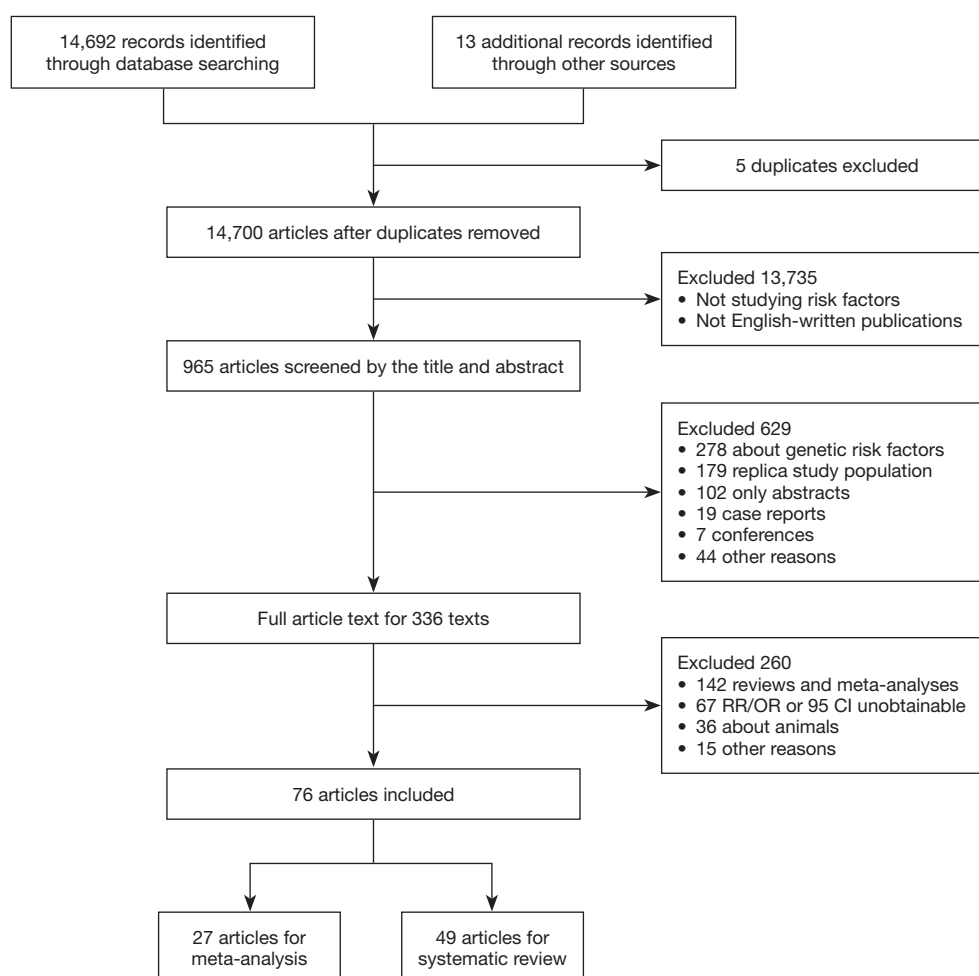 14,692 records identified
through database searching
13 additional records identified
through other sources
5 duplicates excluded
14,700 articles after duplicates removed
Excluded 13,735
• Not studying risk factors
• Not English-written publications
965 articles screened by the title and abstract
Excluded 629
• 278 about genetic risk factors
• 179 replica study population
• 102 only abstracts
• 19 case reports
• 7 conferences
• 44 other reasons
Full article text for 336 texts
Excluded 260
• 142 reviews and meta-analyses
• 67 RR/OR or 95 CI unobtainable
• 36 about animals
• 15 other reasons
76 articles included
27 articles for
meta-analysis
49 articles for
systematic review